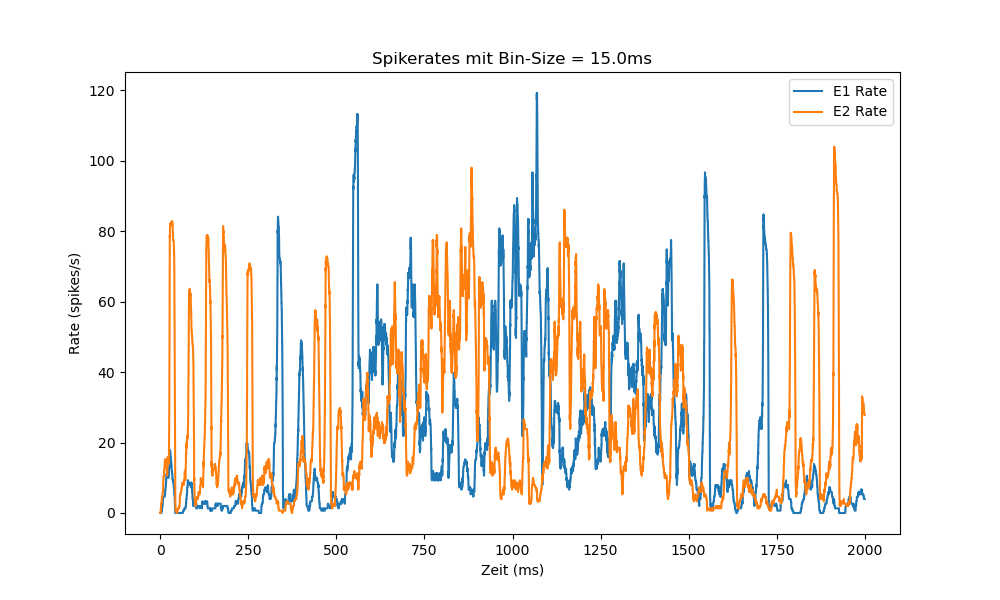 Spikerates mit Bin-Size = 15.0ms
E1 Rate
E2 Rate
120
100
80
60
40
20
0
Rate (spikes/s)
0 250 500 750 1000 1250 1500 1750 2000
Zeit (ms)